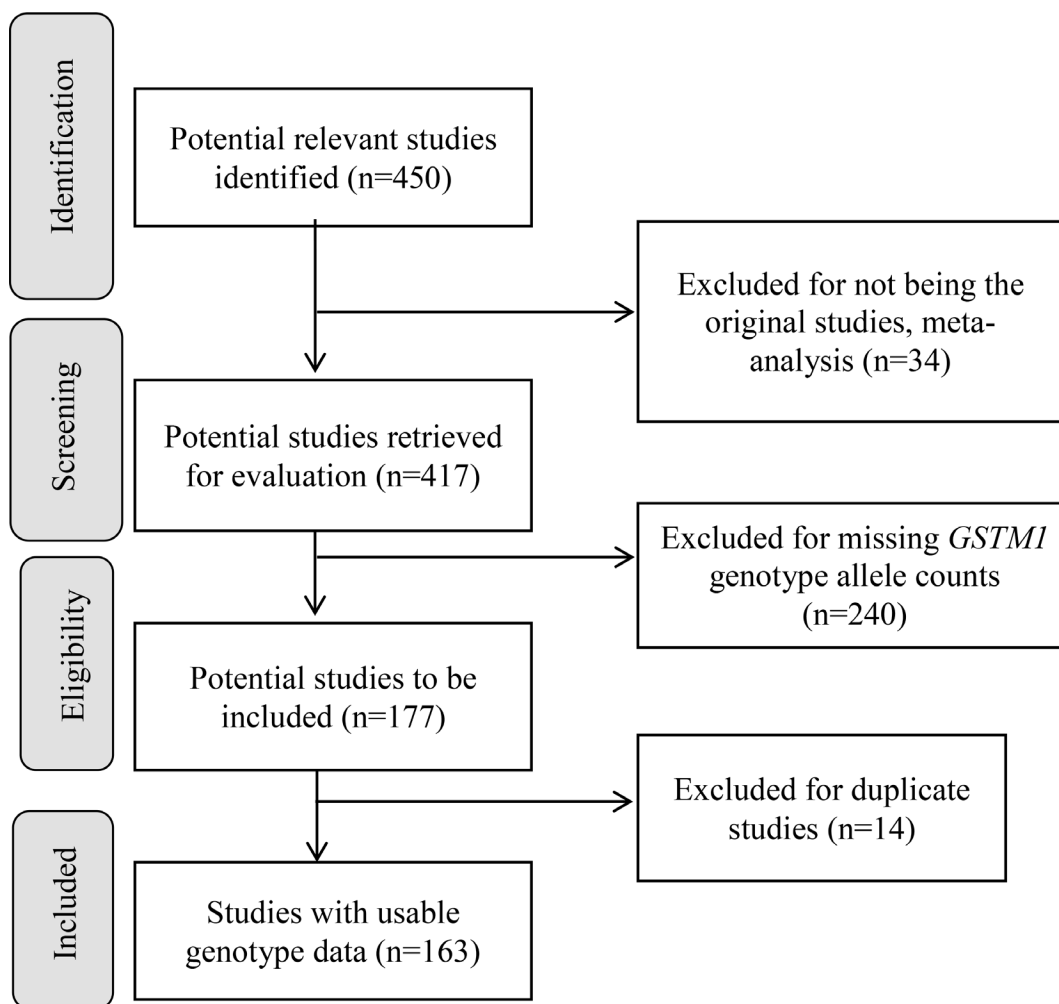 Identification
Potential relevant studies
identified (n=450)
Excluded for not being the
original studies, meta-
analysis (n=34)
Screening
Potential studies retrieved
for evaluation (n=417)
Excluded for missing GSTM1
genotype allele counts
(n=240)
Eligibility
Potential studies to be
included (n=177)
Excluded for duplicate
studies (n=14)
Included
Studies with usable
genotype data (n=163)